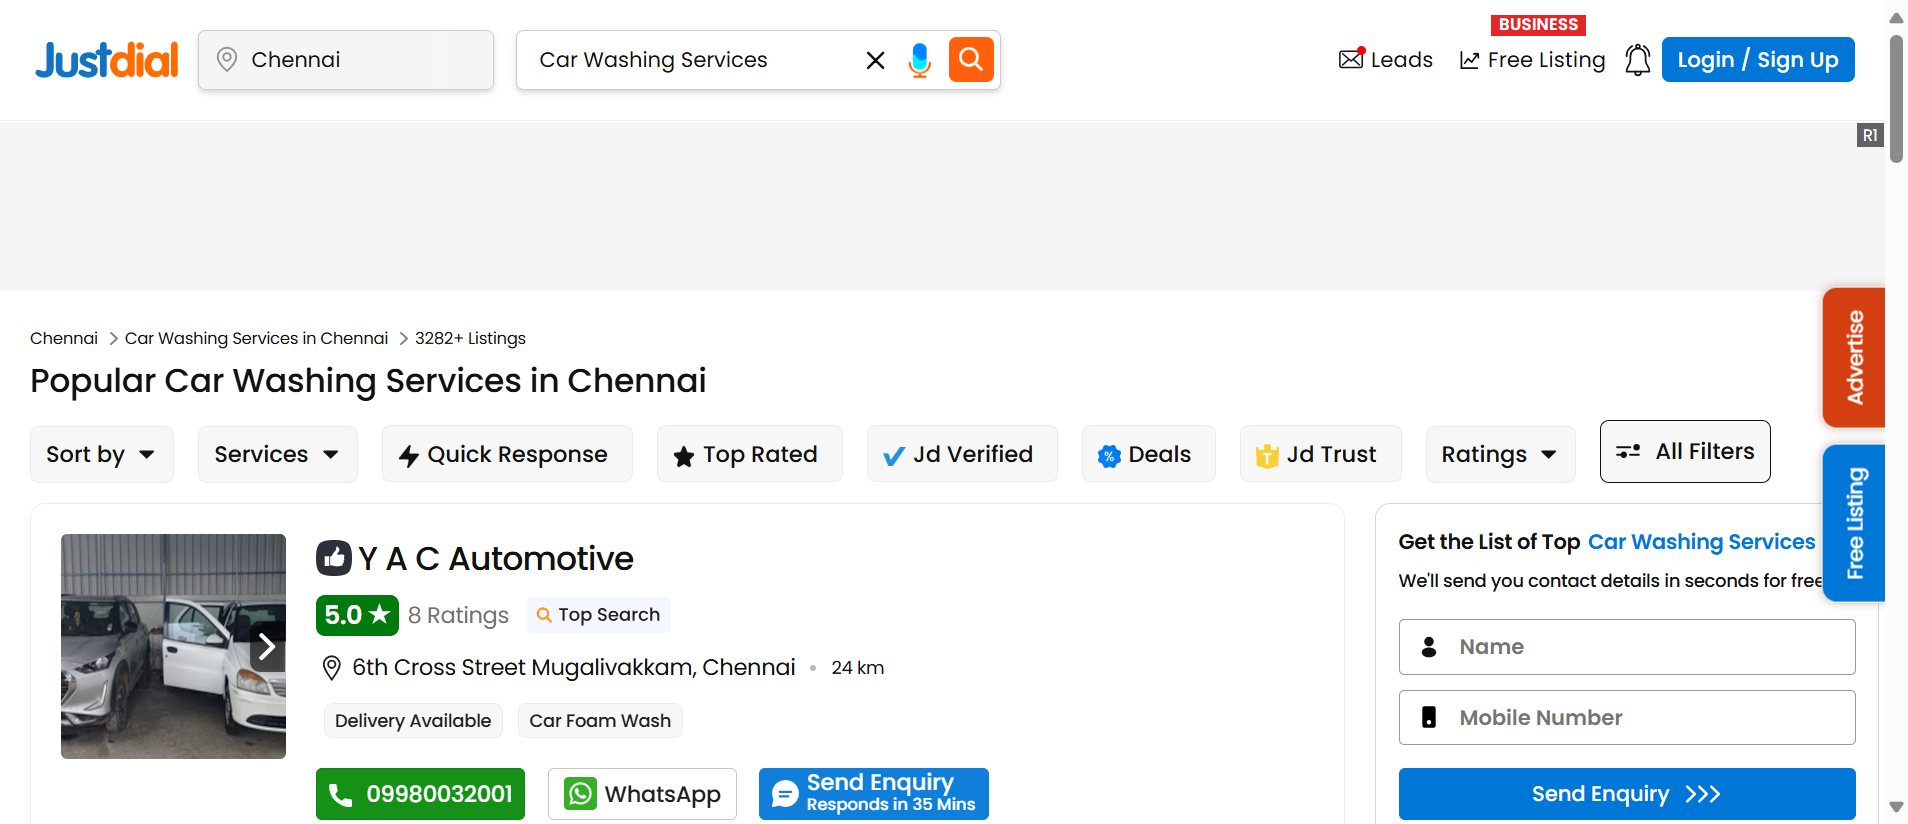 Justdial
Chennai
Car Washing Services
Leads
BUSINESS
Free Listing
Login / Sign Up
R1
Advertise
Free Listing
Chennai > Car Washing Services in Chennai > 3282+ Listings
Popular Car Washing Services in Chennai
Sort by
Services
Quick Response
Top Rated
Jd Verified
Deals
Jd Trust
Ratings
All Filters
Y A C Automotive
5.0 ★ 8 Ratings
Top Search
6th Cross Street Mugalivakkam, Chennai • 24 km
Delivery Available
Car Foam Wash
09980032001
WhatsApp
Send Enquiry
Responds in 35 Mins
Get the List of Top Car Washing Services
We'll send you contact details in seconds for free
Name
Mobile Number
Send Enquiry >>>